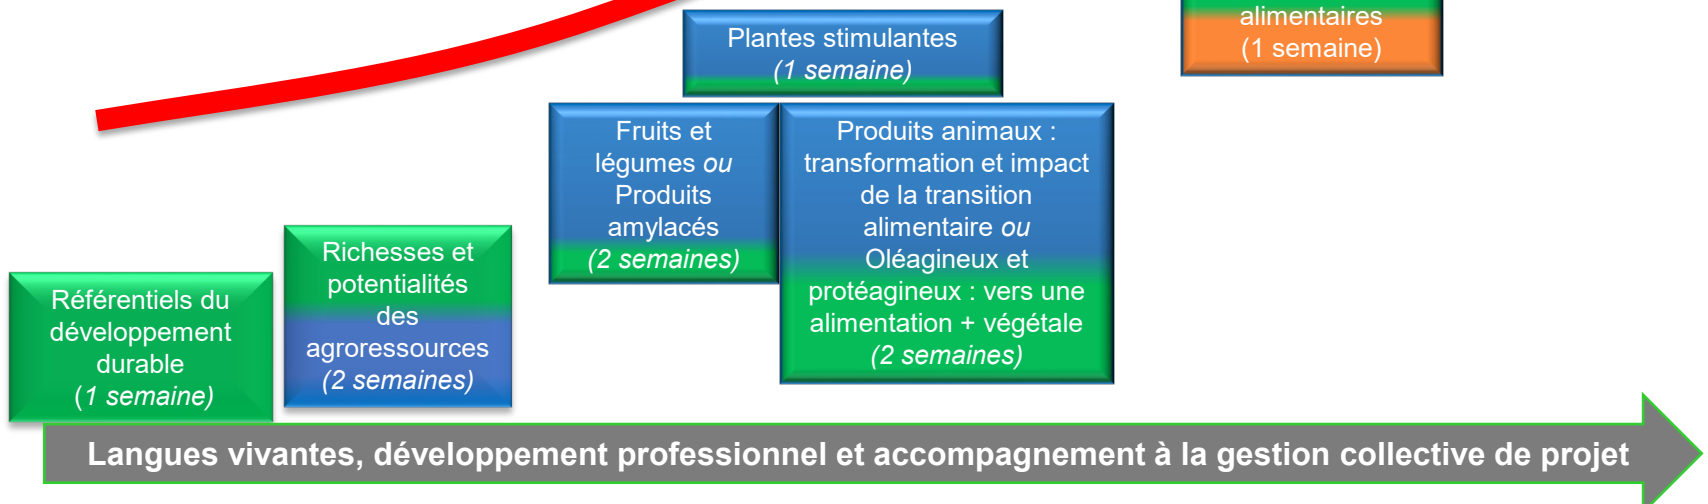 alimentaires
(1 semaine)
Plantes stimulantes
(1 semaine)
Fruits et
légumes ou
Produits
amylacés
(2 semaines)
Produits animaux :
transformation et impact
de la transition
alimentaire ou
Oléagineux et
protéagineux : vers une
alimentation + végétale
(2 semaines)
Richesses et
potentialités
des
agroressources
(2 semaines)
Référentiels du
développement
durable
(1 semaine)
Langues vivantes, développement professionnel et accompagnement à la gestion collective de projet